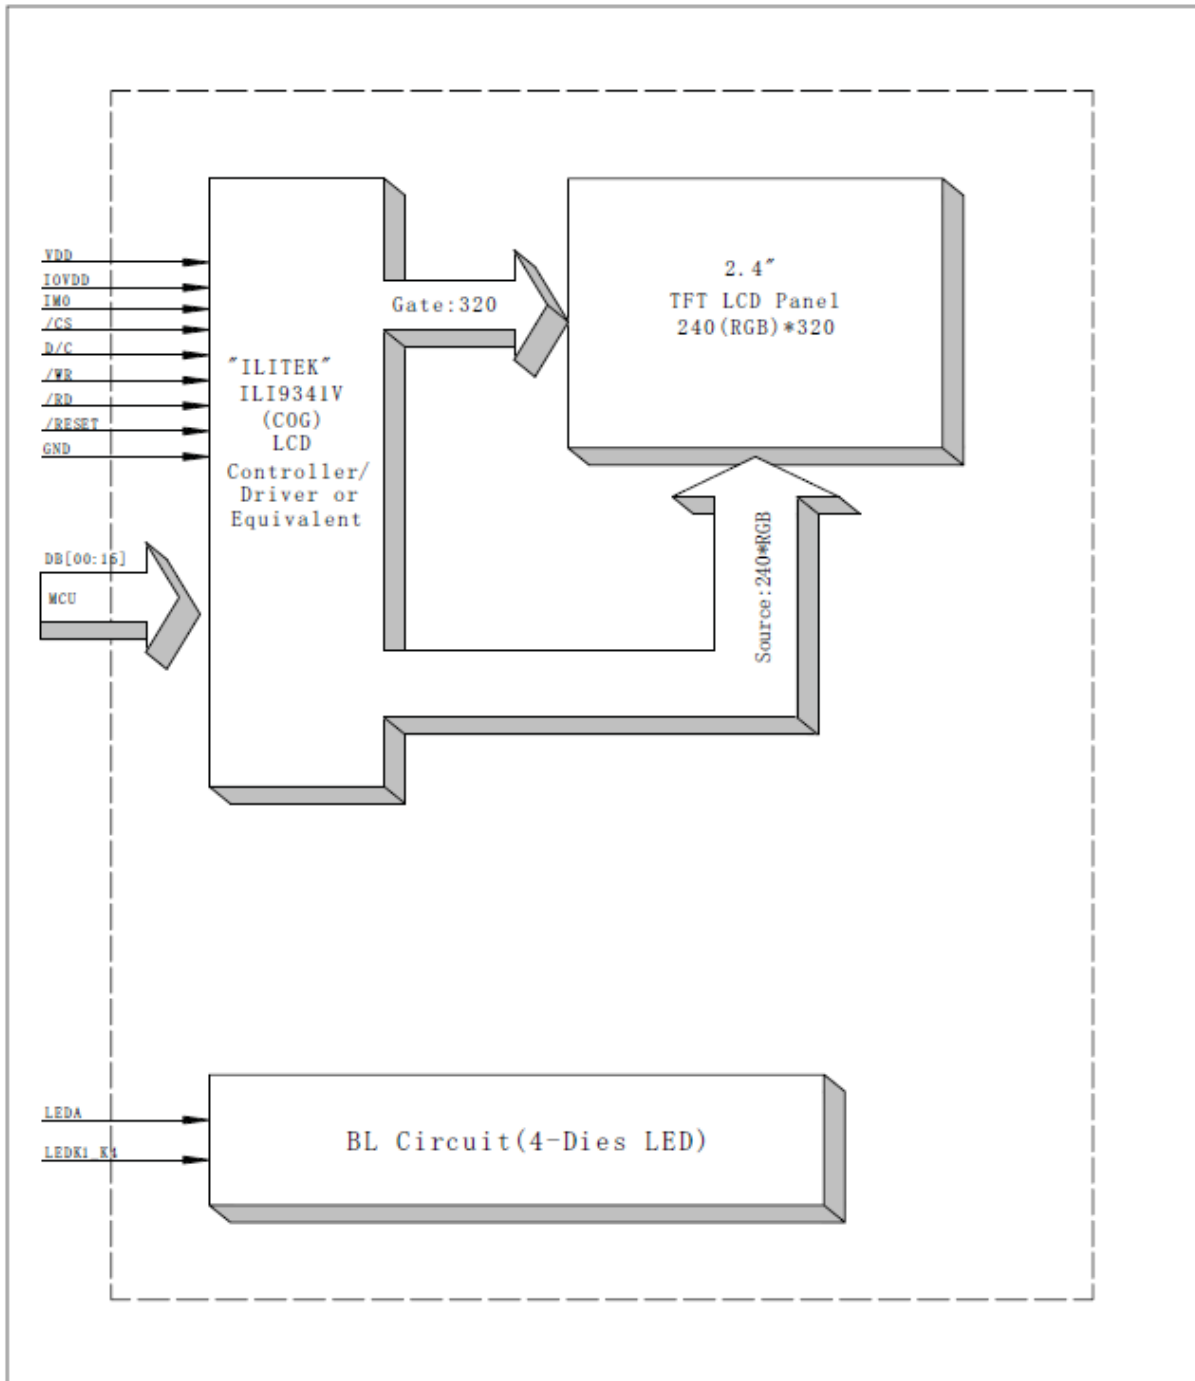 VDD
IOVDD
IM0
/CS
D/C
/WR
/RD
/RESET
GND
DB[00:15]
MCU
"ILITEK"
ILI9341V
(COG)
LCD
Controller/
Driver or
Equivalent
Gate:320
2.4"
TFT LCD Panel
240(RGB)*320
Source:240*RGB
LEDA
LEDK1_K4
BL Circuit(4-Dies LED)